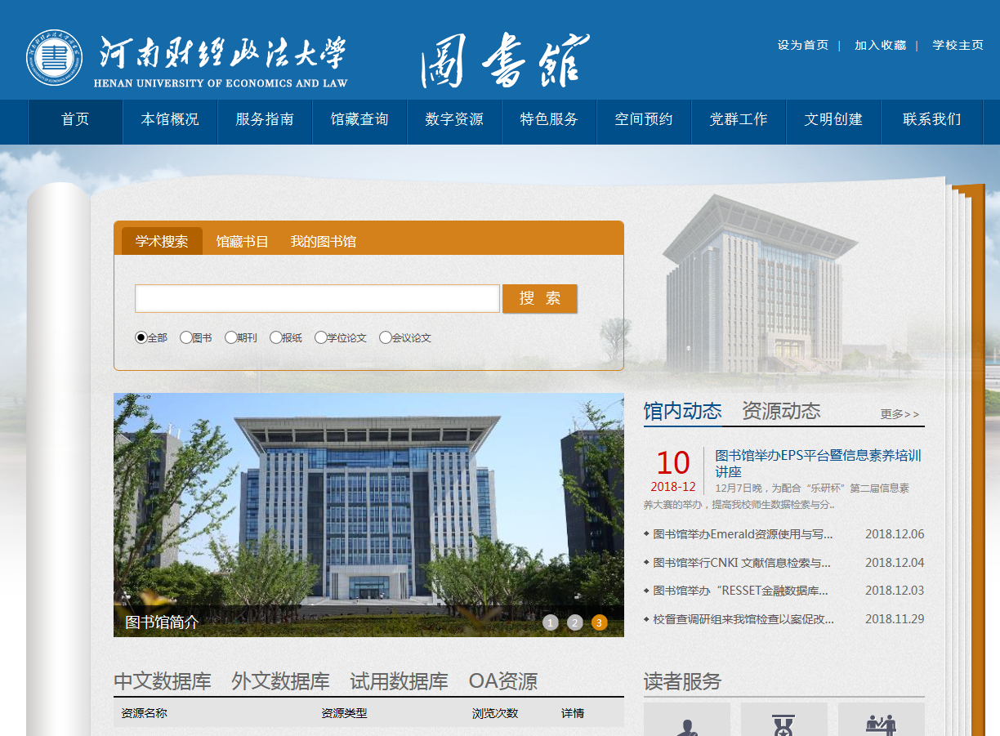 设为首页 | 加入收藏 | 学校主页
河南财经政法大学 圖書館
HENAN UNIVERSITY OF ECONOMICS AND LAW
書
首页 本馆概况 服务指南 馆藏查询 数字资源 特色服务 空间预约 党群工作 文明创建 联系我们
学术搜索 馆藏书目 我的图书馆
搜 索
全部 图书 期刊 报纸 学位论文 会议论文
图书馆简介
1 2 3
馆内动态 资源动态 更多>>
10
2018-12
图书馆举办EPS平台暨信息素养培训
讲座
12月7日晚，为配合“乐研杯”第二届信息素
养大赛的举办，提高我校师生数据检索与分..
图书馆举办Emerald资源使用与写... 2018.12.06
图书馆举行CNKI 文献信息检索与... 2018.12.04
图书馆举办“RESSET金融数据库... 2018.12.03
校督查调研组来我馆检查以案促改... 2018.11.29
中文数据库 外文数据库 试用数据库 OA资源
资源名称 资源类型 浏览次数 详情
读者服务